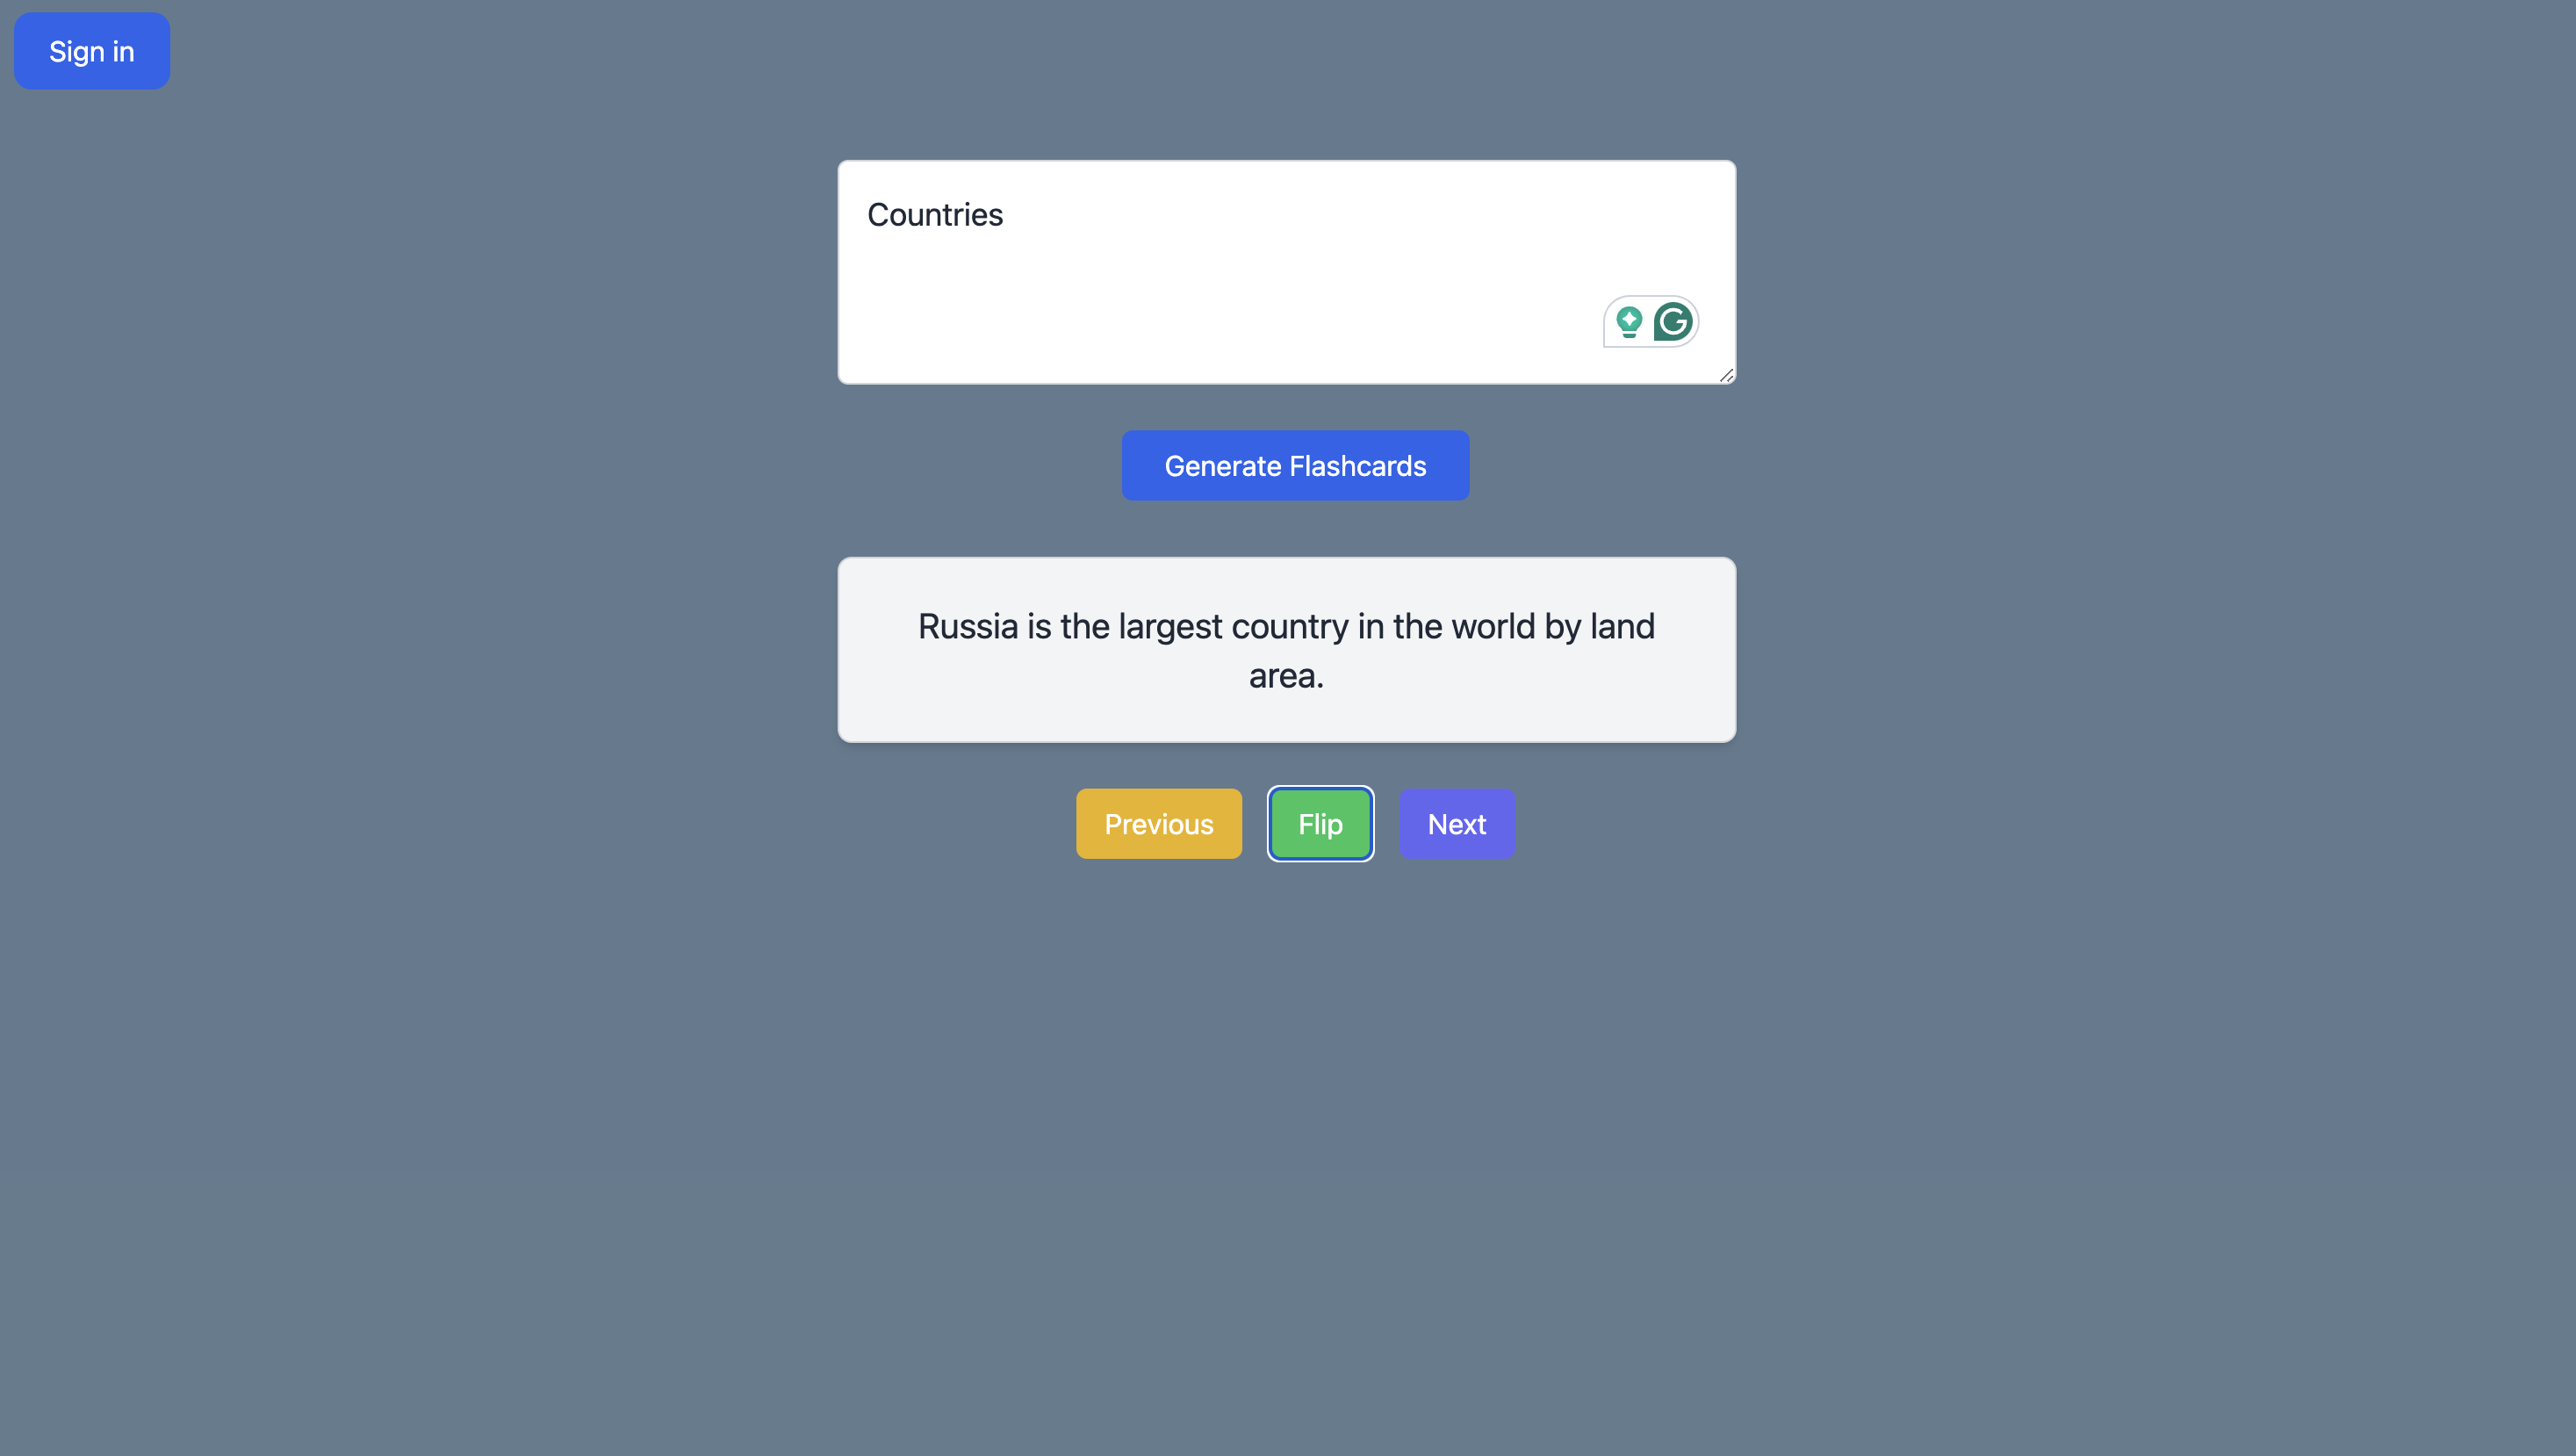 Sign in
Countries
Generate Flashcards
Russia is the largest country in the world by land
area.
Previous
Flip
Next